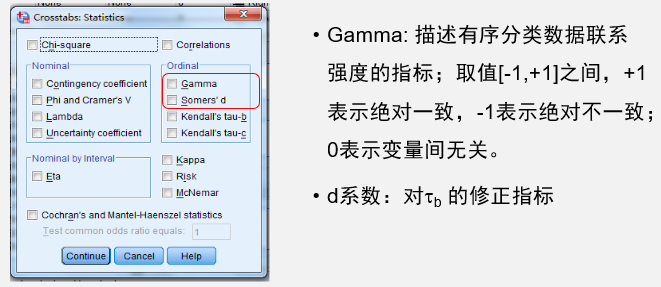 Crosstabs: Statistics
Chi-square
Correlations
Nominal
Contingency coefficient
Phi and Cramer's V
Lambda
Uncertainty coefficient
Ordinal
Gamma
Somers' d
Kendall's tau-b
Kendall's tau-c
Nominal by Interval
Eta
Kappa
Risk
McNemar
Cochran's and Mantel-Haenszel statistics
Test common odds ratio equals: 1
Continue Cancel Help
• Gamma: 描述有序分类数据联系
强度的指标；取值[-1,+1]之间，+1
表示绝对一致，-1表示绝对不一致；
0表示变量间无关。
• d系数：对τb 的修正指标